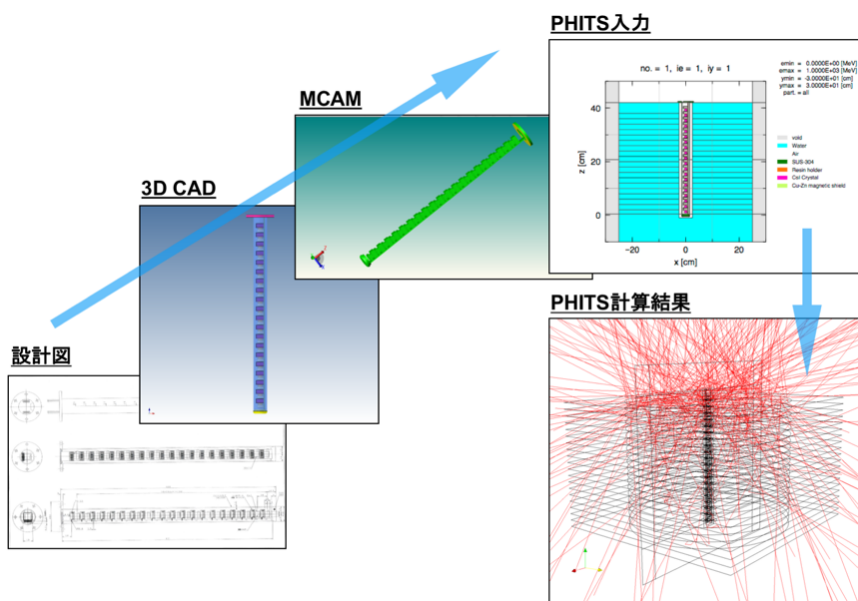 PHITS入力
no. = 1, ie = 1, iy = 1
emin = 0.0000E+00 [MeV]
emax = 1.0000E+03 [MeV]
ymin = -3.0000E+01 [cm]
ymax = 3.0000E+01 [cm]
part. = all
40
20
0
z [cm]
−20
0
20
x [cm]
void
Water
Air
SUS-304
Resin holder
CsI Crystal
Cu-Zn magnetic shield
MCAM
3D CAD
設計図
PHITS計算結果